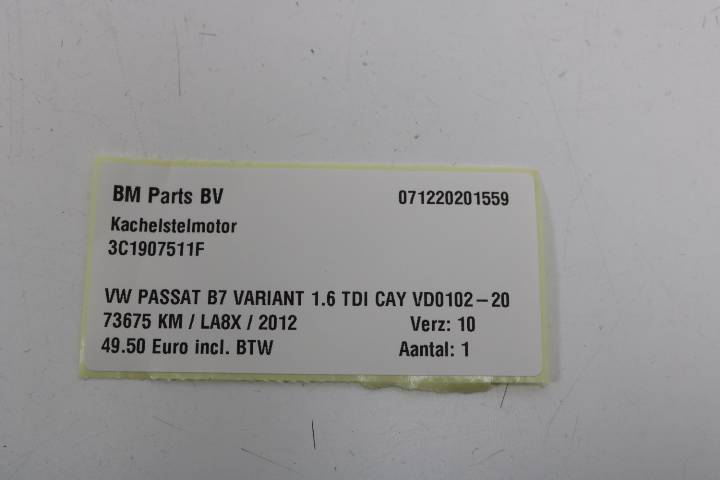 BM Parts BV 071220201559
Kachelstelmotor
3C1907511F
VW PASSAT B7 VARIANT 1.6 TDI CAY VD0102-20
73675 KM / LA8X / 2012 Verz: 10
49.50 Euro incl. BTW Aantal: 1